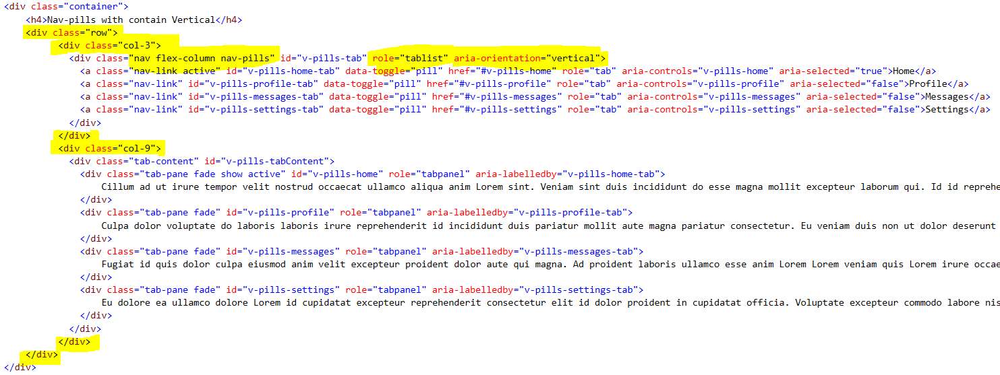 <div class="container">
<h4>Nav-pills with contain Vertical</h4>
<div class="row">
<div class="col-3">
<div class="nav flex-column nav-pills" id="v-pills-tab" role="tablist" aria-orientation="vertical">
<a class="nav-link active" id="v-pills-home-tab" data-toggle="pill" href="#v-pills-home" role="tab" aria-controls="v-pills-home" aria-selected="true">Home</a>
<a class="nav-link" id="v-pills-profile-tab" data-toggle="pill" href="#v-pills-profile" role="tab" aria-controls="v-pills-profile" aria-selected="false">Profile</a>
<a class="nav-link" id="v-pills-messages-tab" data-toggle="pill" href="#v-pills-messages" role="tab" aria-controls="v-pills-messages" aria-selected="false">Messages</a>
<a class="nav-link" id="v-pills-settings-tab" data-toggle="pill" href="#v-pills-settings" role="tab" aria-controls="v-pills-settings" aria-selected="false">Settings</a>
</div>
</div>
<div class="col-9">
<div class="tab-content" id="v-pills-tabContent">
<div class="tab-pane fade show active" id="v-pills-home" role="tabpanel" aria-labelledby="v-pills-home-tab">
Cillum ad ut irure tempor velit nostrud occaecat ullamco aliqua anim Lorem sint. Veniam sint duis incididunt do esse magna mollit excepteur laborum qui. Id id reprehe
</div>
<div class="tab-pane fade" id="v-pills-profile" role="tabpanel" aria-labelledby="v-pills-profile-tab">
Culpa dolor voluptate do laboris laboris irure reprehenderit id incididunt duis pariatur mollit aute magna pariatur consectetur. Eu veniam duis non ut dolor deserunt
</div>
<div class="tab-pane fade" id="v-pills-messages" role="tabpanel" aria-labelledby="v-pills-messages-tab">
Fugiat id quis dolor culpa eiusmod anim velit excepteur proident dolor aute qui magna. Ad proident laboris ullamco esse anim Lorem Lorem veniam quis Lorem irure occae
</div>
<div class="tab-pane fade" id="v-pills-settings" role="tabpanel" aria-labelledby="v-pills-settings-tab">
Eu dolore ea ullamco dolore Lorem id cupidatat excepteur reprehenderit consectetur elit id dolor proident in cupidatat officia. Voluptate excepteur commodo labore nis
</div>
</div>
</div>
</div>
</div>